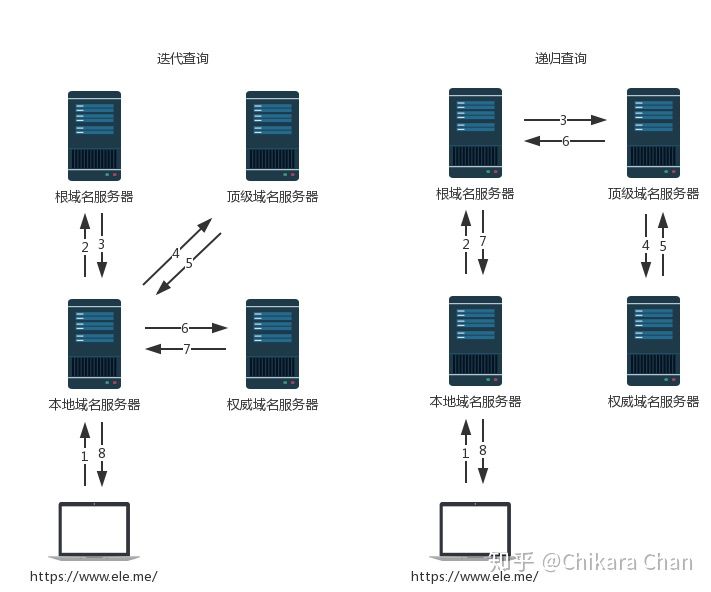 迭代查询
根域名服务器
顶级域名服务器
2
3
4
5
6
7
本地域名服务器
权威域名服务器
1
8
https://www.ele.me/
递归查询
3
6
根域名服务器
顶级域名服务器
2
7
4
5
本地域名服务器
权威域名服务器
1
8
https://www.ele.me/
知乎 @Chikara Chan